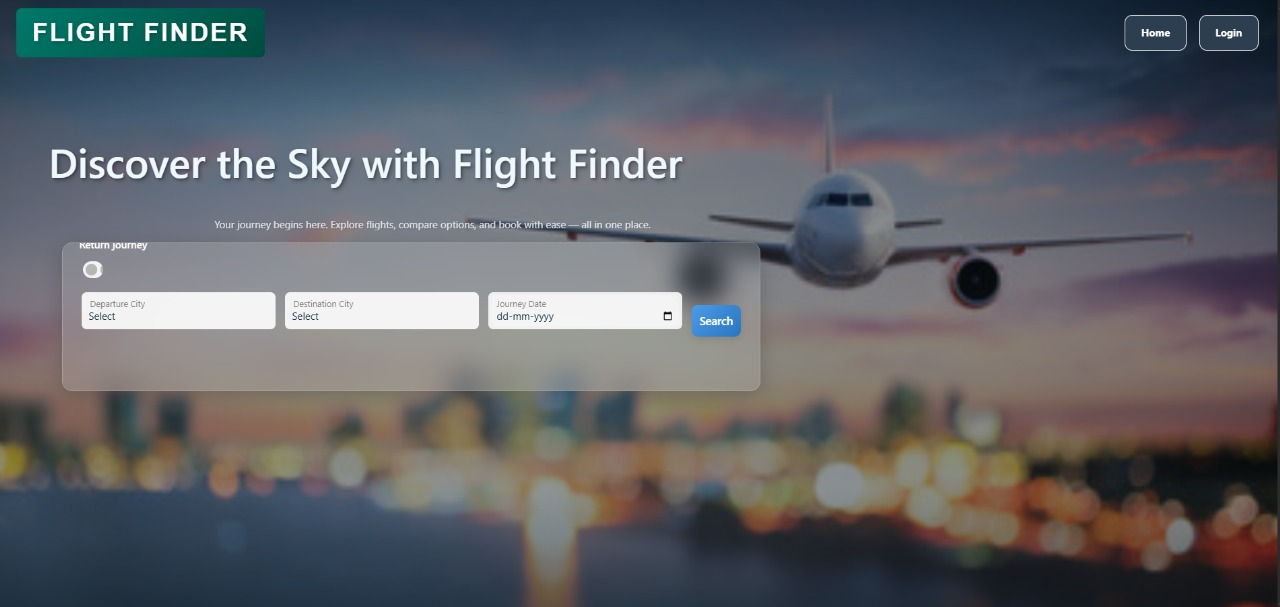 FLIGHT FINDER
Home
Login
Discover the Sky with Flight Finder
Your journey begins here. Explore flights, compare options, and book with ease — all in one place.
Return Journey
Departure City
Select
Destination City
Select
Journey Date
dd-mm-yyyy
Search